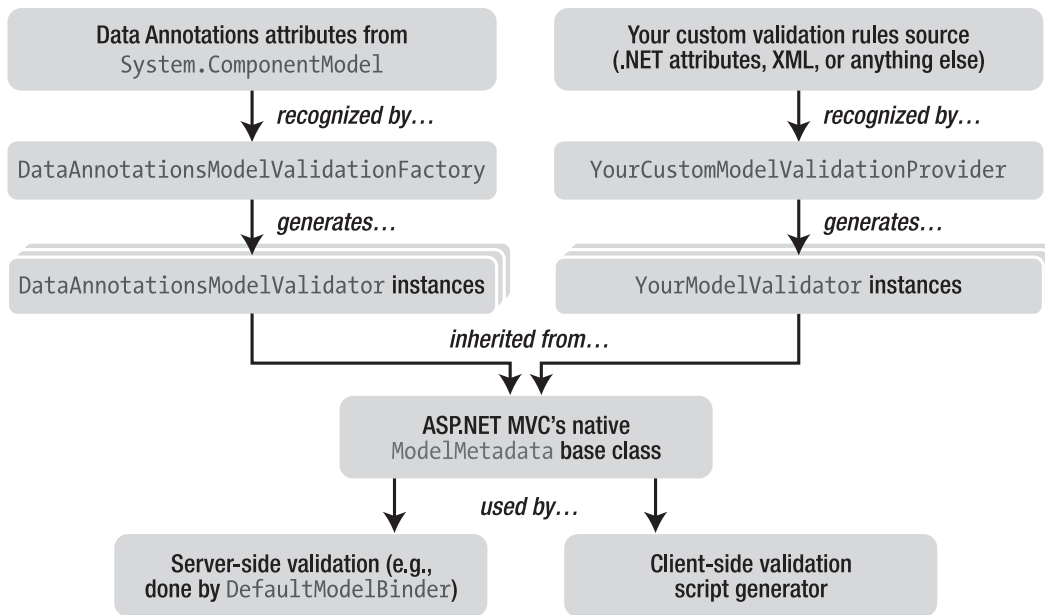 Data Annotations attributes from
System.ComponentModel
Your custom validation rules source
(.NET attributes, XML, or anything else)
recognized by…
recognized by…
DataAnnotationsModelValidationFactory
YourCustomModelValidationProvider
generates…
generates…
DataAnnotationsModelValidator instances
YourModelValidator instances
inherited from…
ASP.NET MVC's native
ModelMetadata base class
used by…
Server-side validation (e.g.,
done by DefaultModelBinder)
Client-side validation
script generator